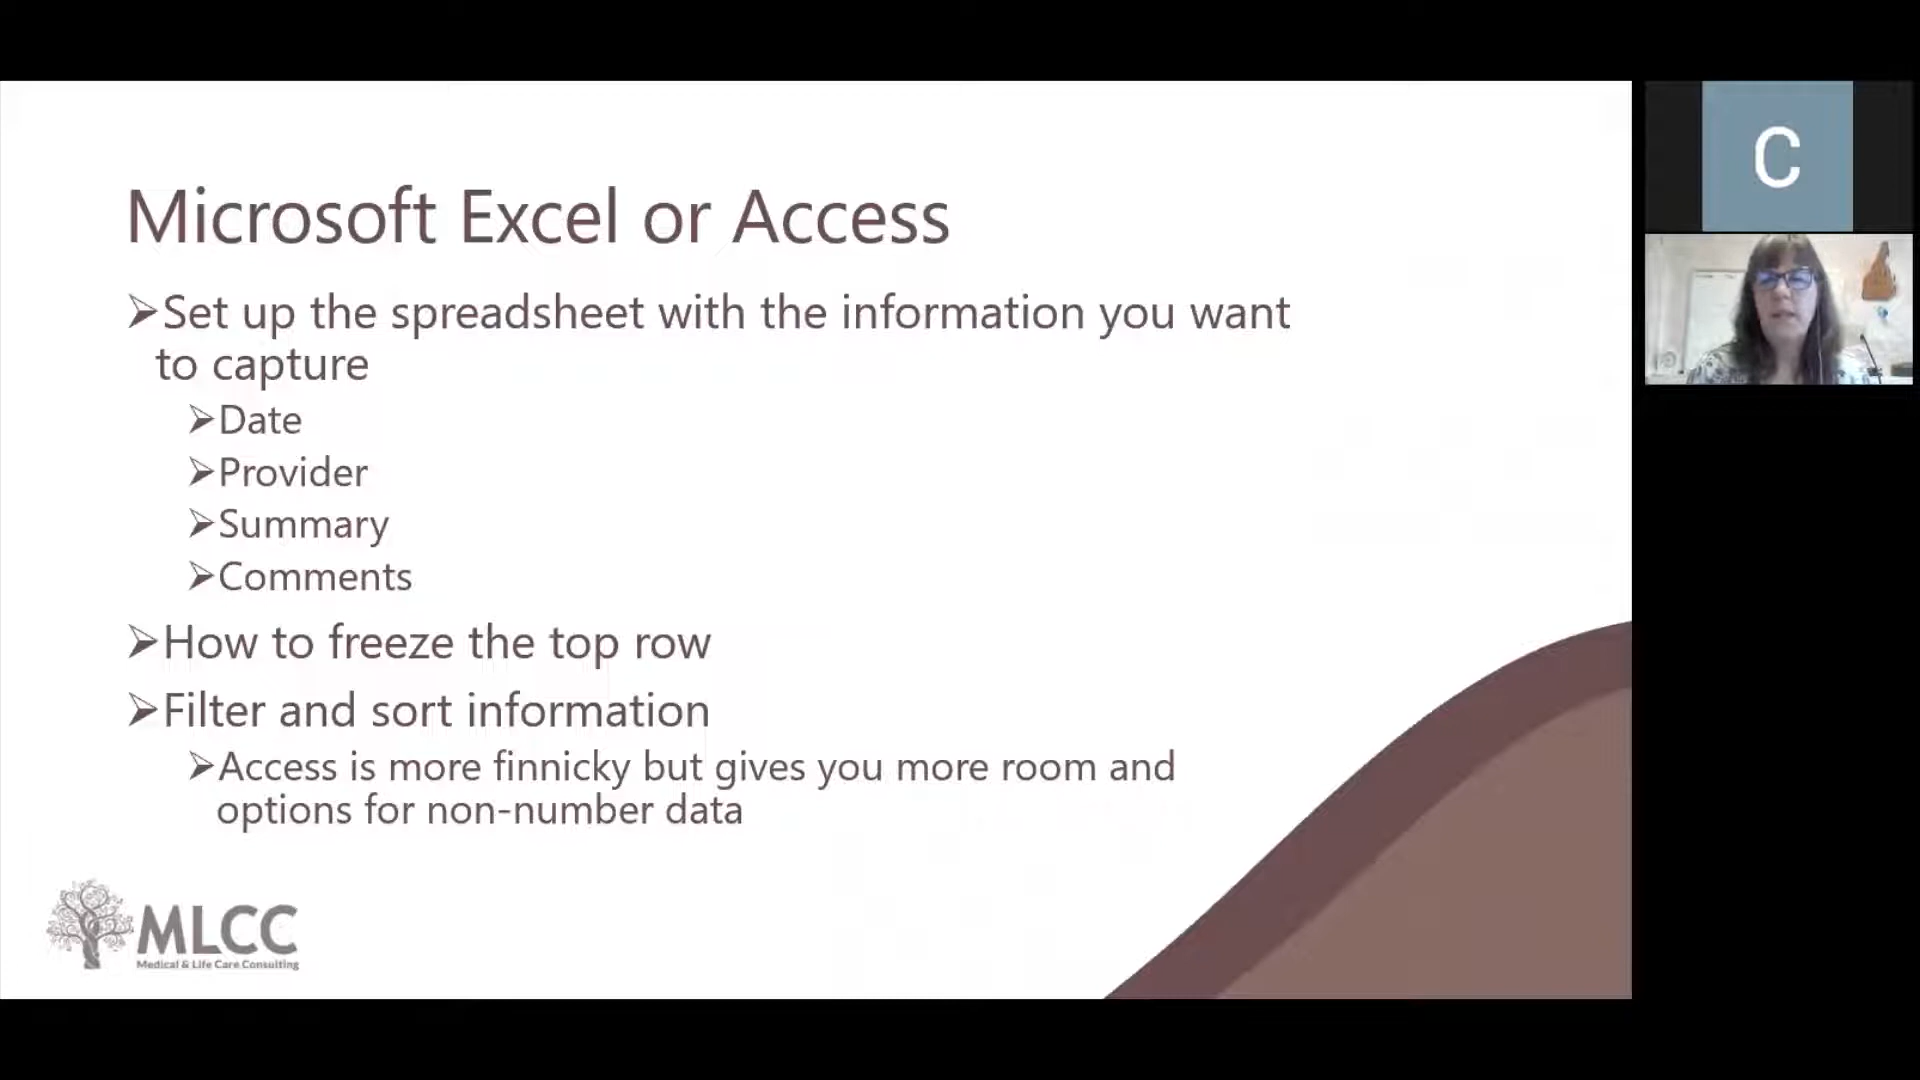 Microsoft Excel or Access
➢Set up the spreadsheet with the information you want
to capture
➢Date
➢Provider
➢Summary
➢Comments
➢How to freeze the top row
➢Filter and sort information
➢Access is more finnicky but gives you more room and
options for non-number data
MLCC
Medical & Life Care Consulting
C